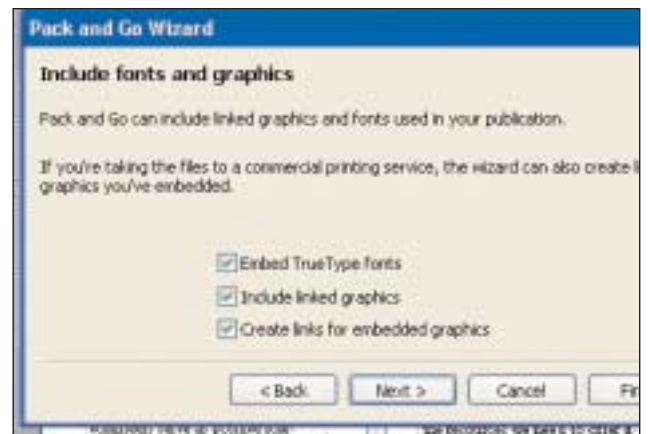 Pack and Go Wizard
Include fonts and graphics
Pack and Go can include linked graphics and fonts used in your publication.
If you're taking the files to a commercial printing service, the wizard can also create
graphics you've embedded.
Embed TrueType fonts
Include linked graphics
Create links for embedded graphics
< Back Next > Cancel